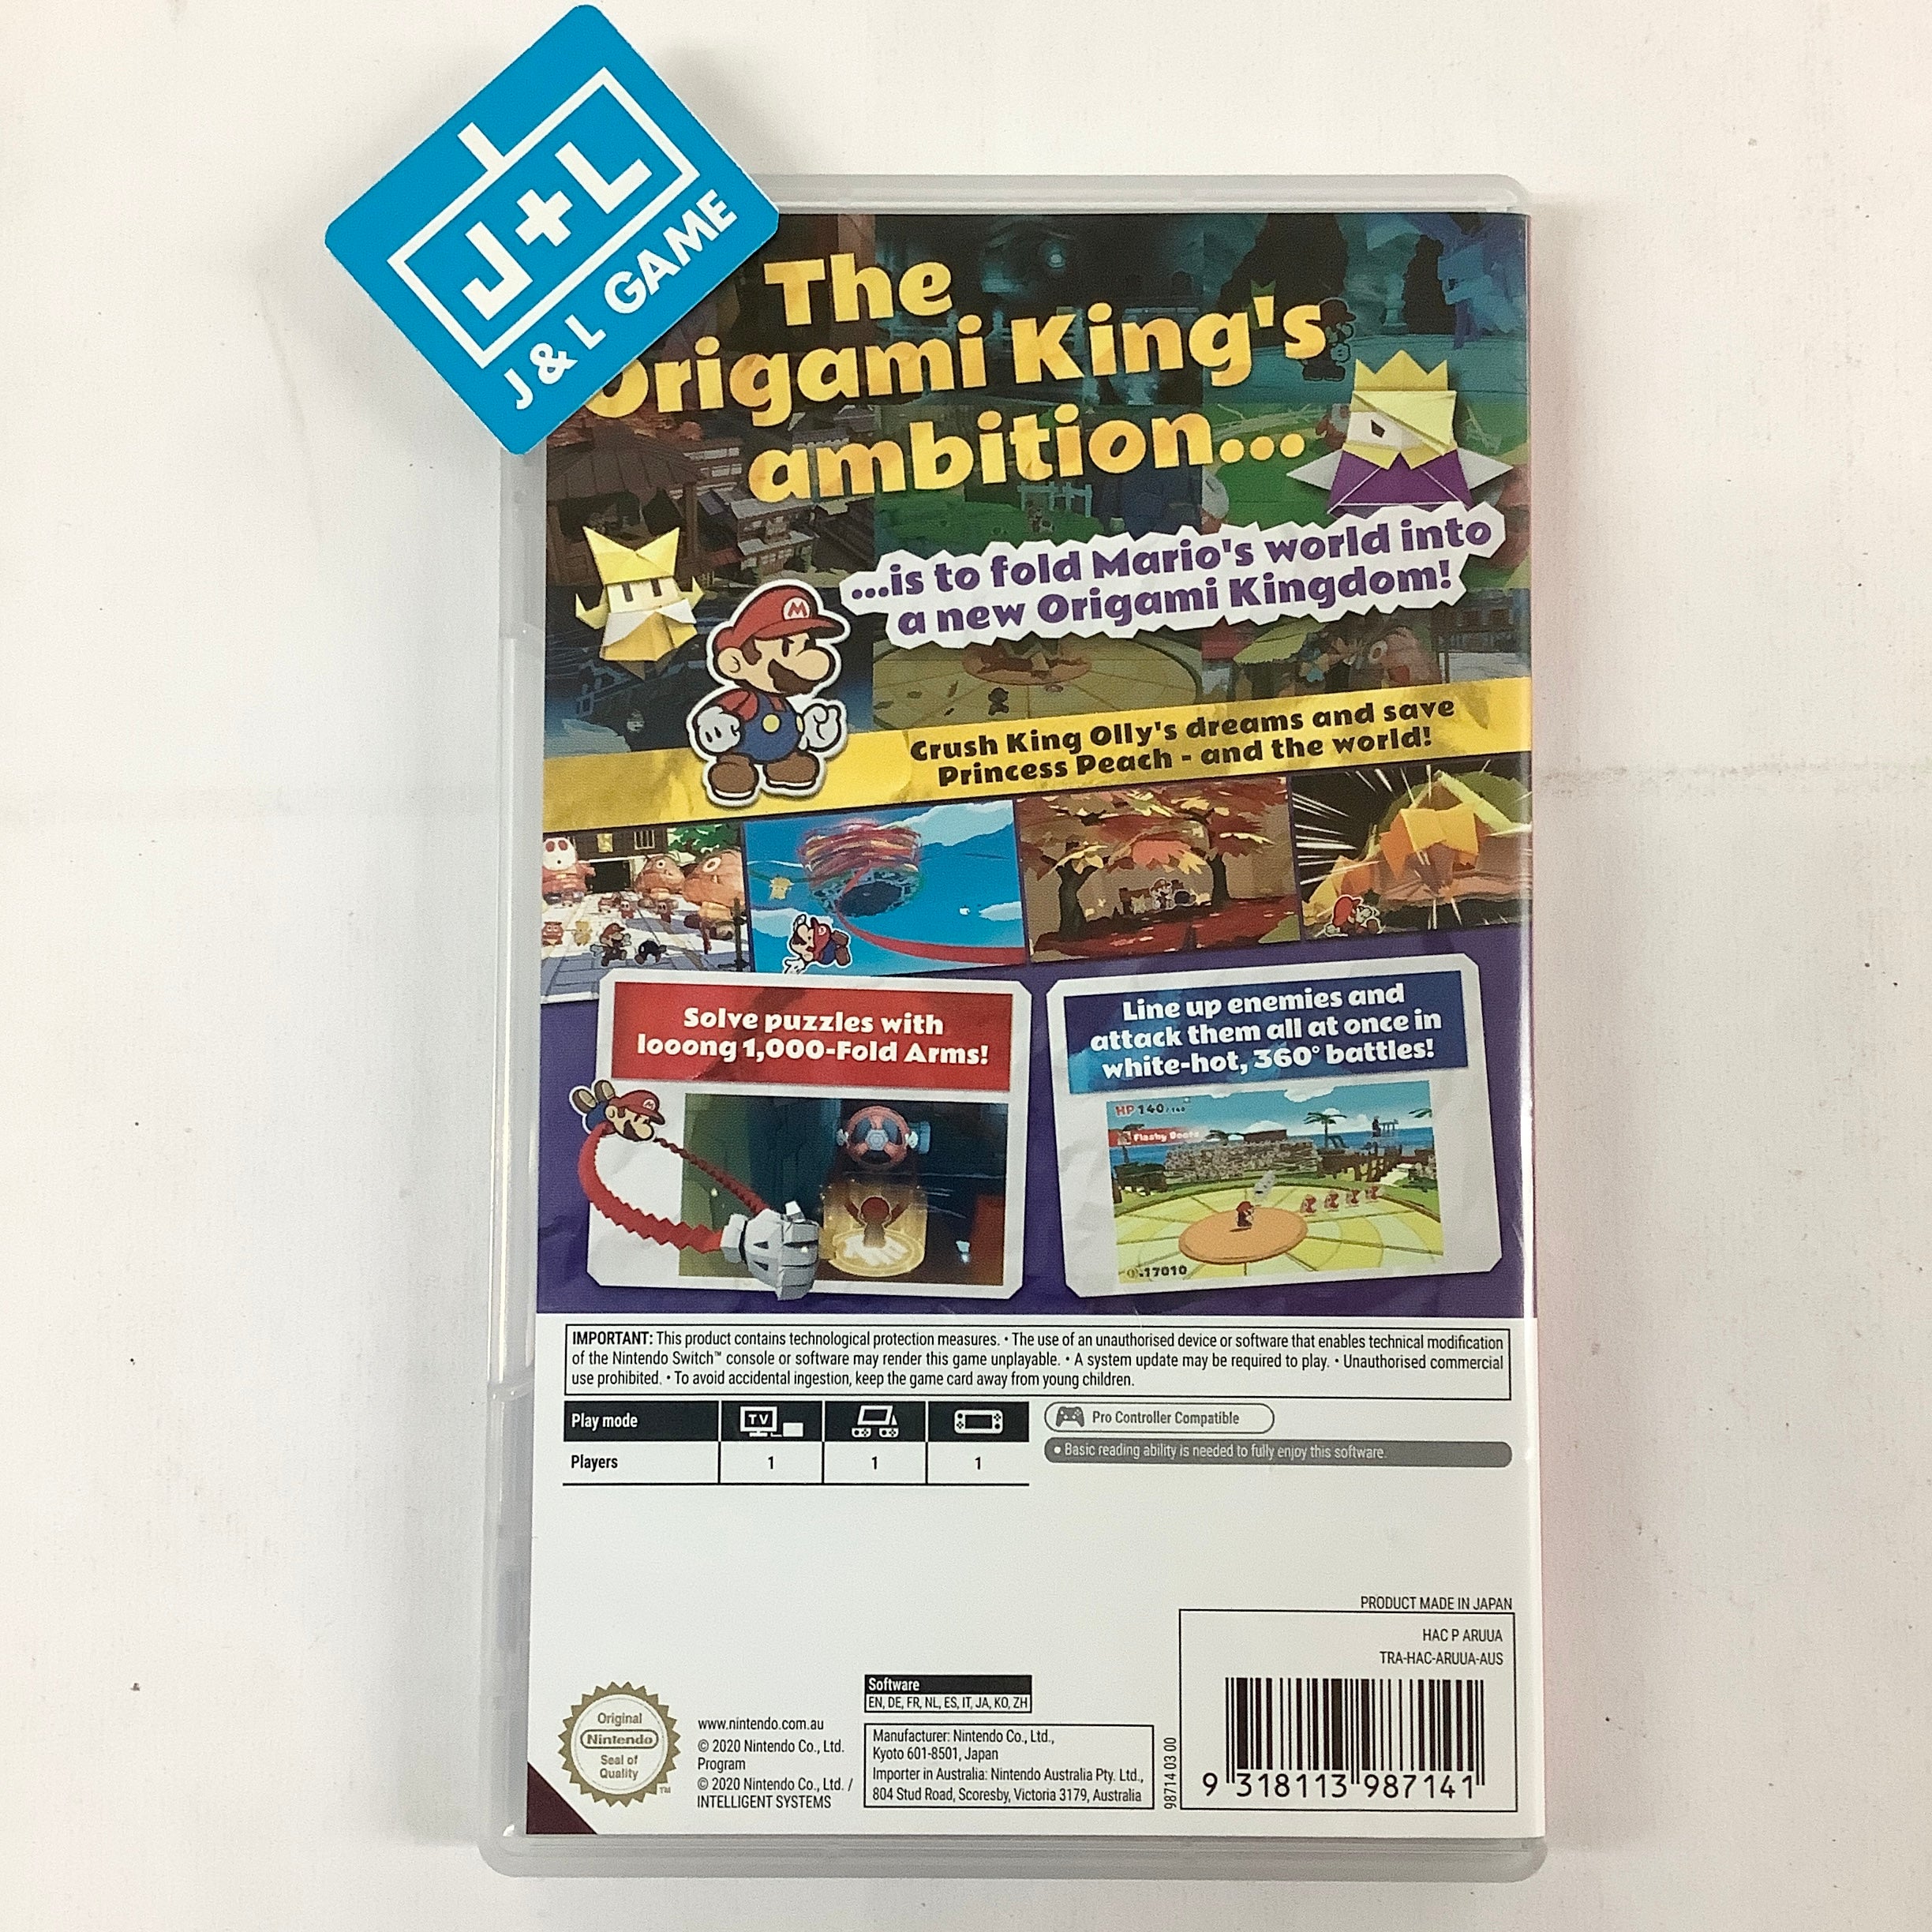 J+L
J & L GAME
The
Origami King's
ambition...
...is to fold Mario's world into
a new Origami Kingdom!
Crush King Olly's dreams and save
Princess Peach - and the world!
Solve puzzles with
looong 1,000-Fold Arms!
Line up enemies and
attack them all at once in
white-hot, 360° battles!
HP 140/140
Flashy Boots
17010
IMPORTANT: This product contains technological protection measures. • The use of an unauthorised device or software that enables technical modification
of the Nintendo Switch™ console or software may render this game unplayable. • A system update may be required to play. • Unauthorised commercial
use prohibited. • To avoid accidental ingestion, keep the game card away from young children.
Play mode TV
Players 1 1 1
Pro Controller Compatible
• Basic reading ability is needed to fully enjoy this software.
PRODUCT MADE IN JAPAN
HAC P ARUUA
TRA-HAC-ARUUA-AUS
9 318113 987141
98714 03 00
Software
EN, DE, FR, NL, ES, IT, JA, KO, ZH
Manufacturer: Nintendo Co., Ltd.,
Kyoto 601-8501, Japan
Importer in Australia: Nintendo Australia Pty. Ltd.,
804 Stud Road, Scoresby, Victoria 3179, Australia
www.nintendo.com.au
© 2020 Nintendo Co., Ltd.
Program
© 2020 Nintendo Co., Ltd. /
INTELLIGENT SYSTEMS
Original
Nintendo
Seal of
Quality
TM